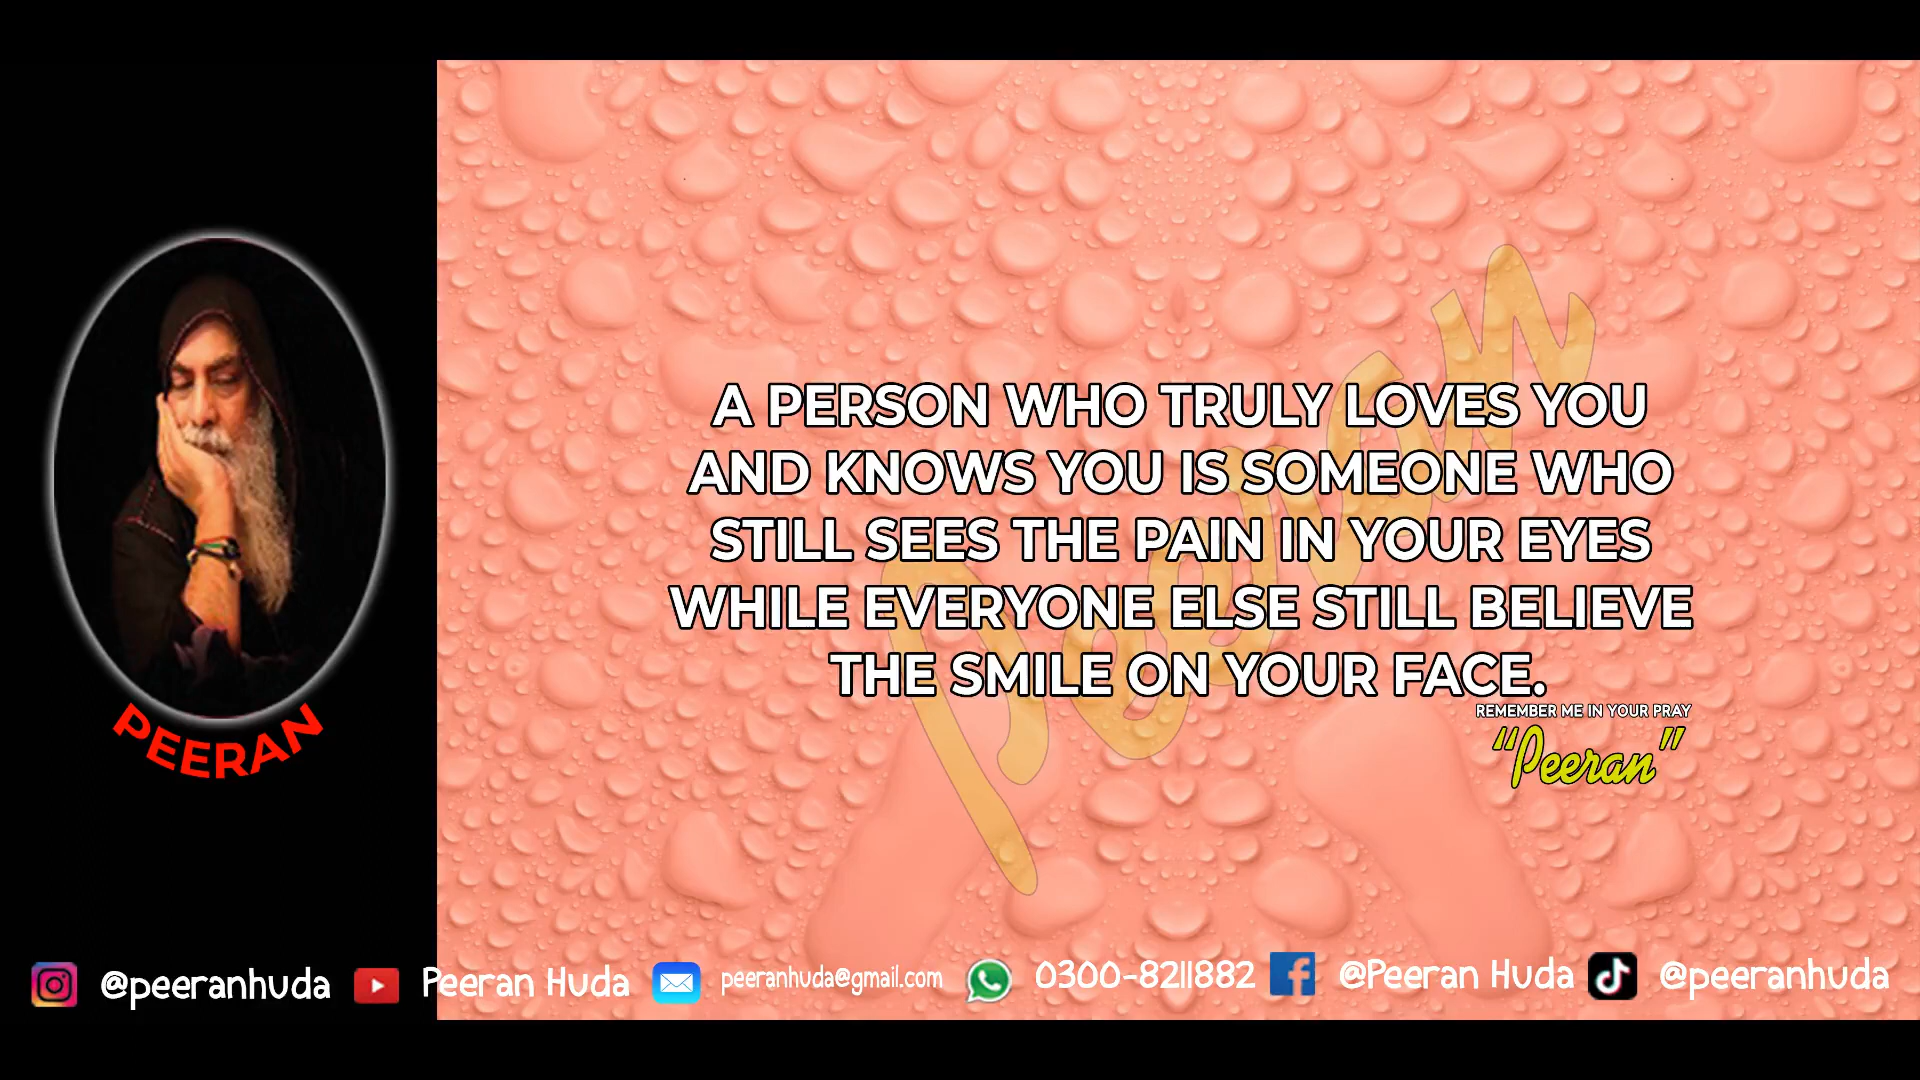 A PERSON WHO TRULY LOVES YOU
AND KNOWS YOU IS SOMEONE WHO
STILL SEES THE PAIN IN YOUR EYES
WHILE EVERYONE ELSE STILL BELIEVE
THE SMILE ON YOUR FACE.
REMEMBER ME IN YOUR PRAY
"Peeran"
Peeran
PEERAN
@peeranhuda Peeran Huda peeranhuda@gmail.com 0300-8211882 @Peeran Huda @peeranhuda